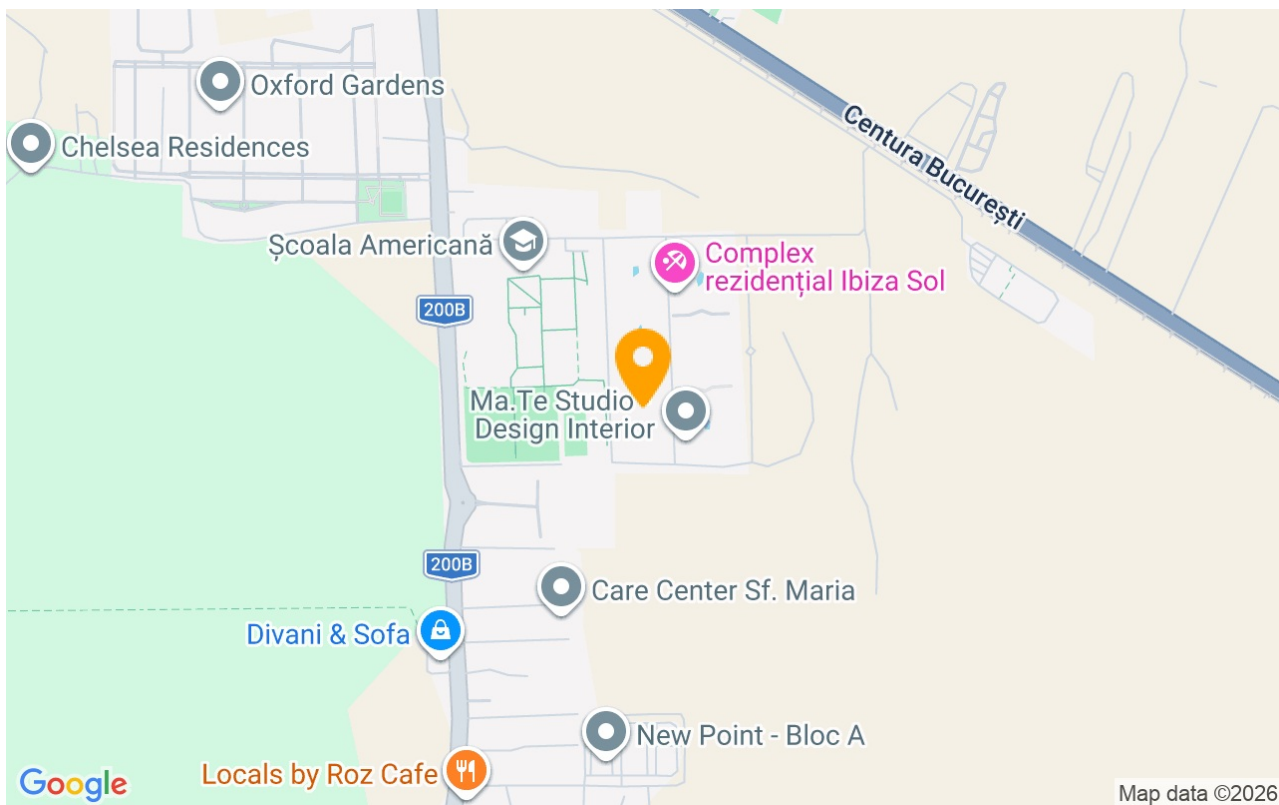 Oxford Gardens
Chelsea Residences
Centura București
Școala Americană
Complex
rezidențial Ibiza Sol
200B
Ma.Te Studio
Design Interior
200B
Care Center Sf. Maria
Divani & Sofa
New Point - Bloc A
Locals by Roz Cafe
Google
Map data ©2026